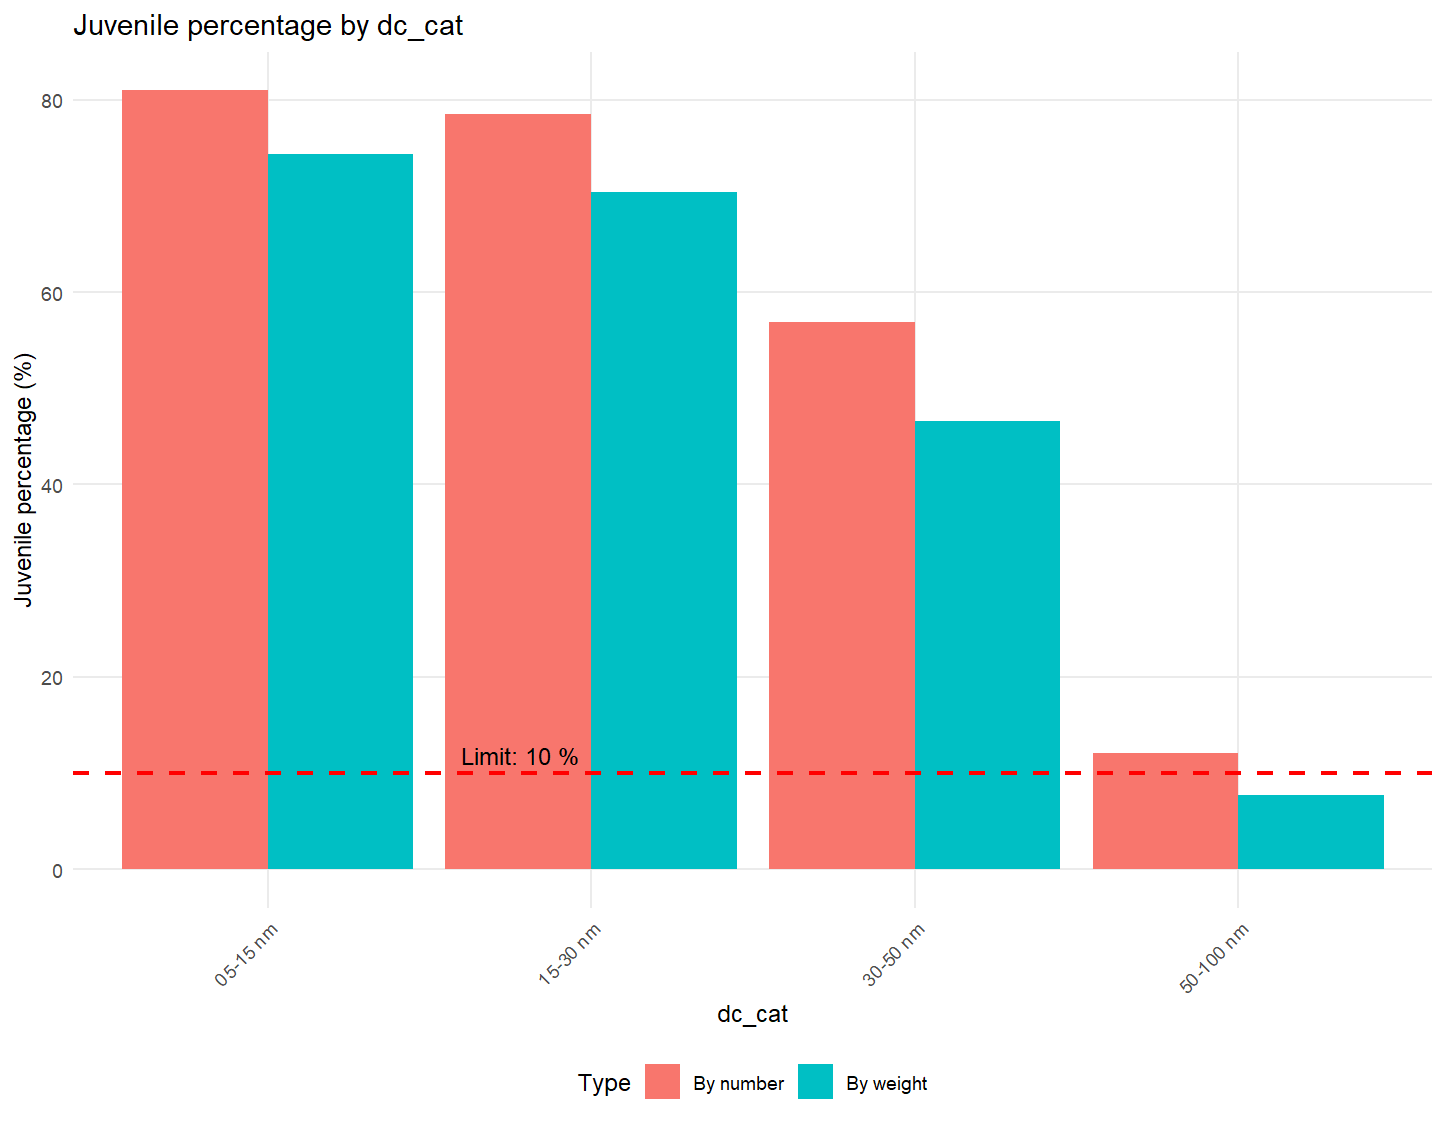 Juvenile percentage by dc_cat
Juvenile percentage (%)
80
60
40
20
0
Limit: 10 %
05-15 nm
15-30 nm
30-50 nm
50-100 nm
dc_cat
Type
By number
By weight